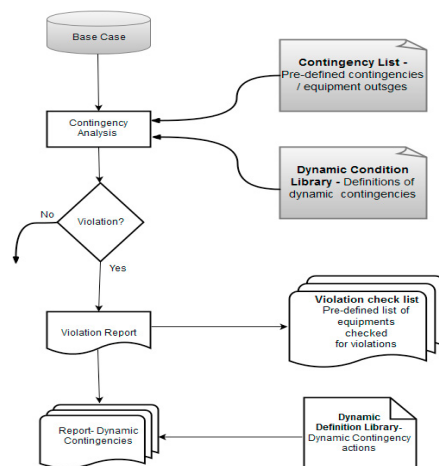 Base Case
Contingency List -
Pre-defined contingencies
/ equipment outsges
Contingency
Analysis
Dynamic Condition
Library - Definitions of
dynamic contingencies
No
Violation?
Yes
Violation Report
Violation check list
Pre-defined list of
equipments
checked
for violations
Report- Dynamic
Contingencies
Dynamic
Definition Library-
Dynamic Contingency
actions